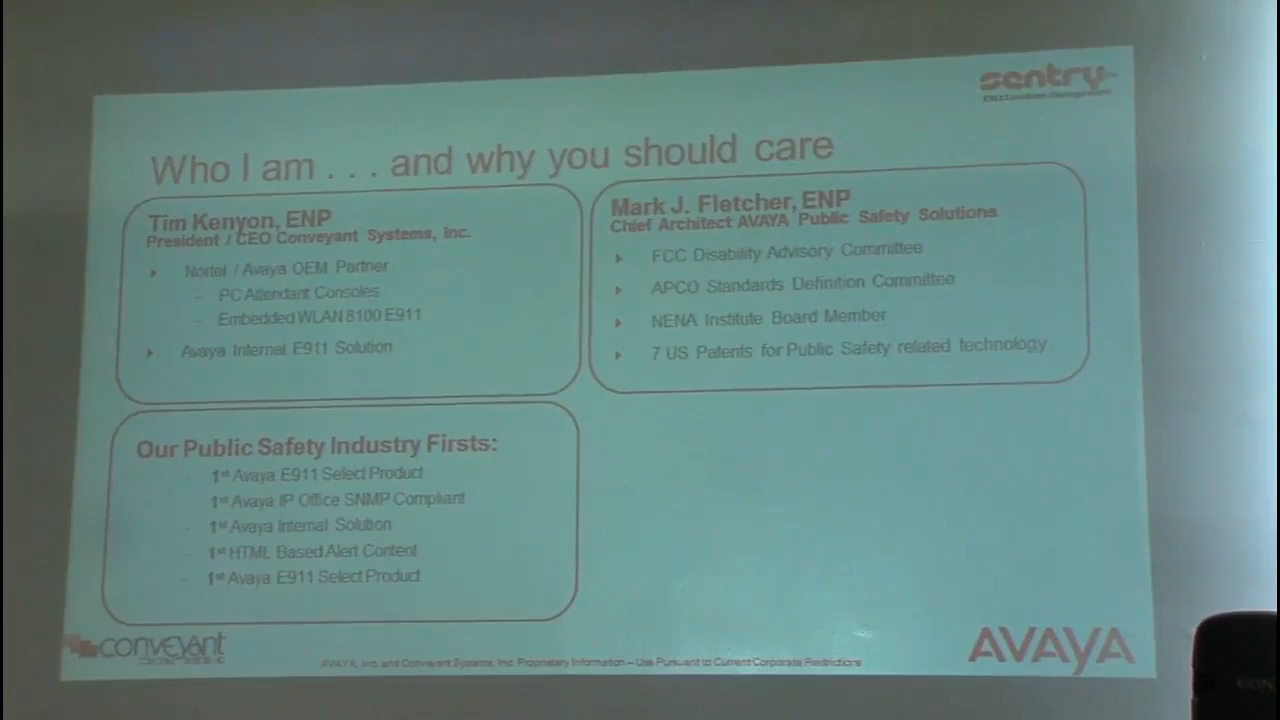 sentry
E911 Location Management
Who I am . . . and why you should care
Tim Kenyon, ENP
President / CEO Conveyant Systems, Inc.
Nortel / Avaya OEM Partner
– PC Attendant Consoles
– Embedded WLAN 8100 E911
Avaya Internal E911 Solution
Mark J. Fletcher, ENP
Chief Architect AVAYA Public Safety Solutions
FCC Disability Advisory Committee
APCO Standards Definition Committee
NENA Institute Board Member
7 US Patents for Public Safety related technology
Our Public Safety Industry Firsts:
– 1st Avaya E911 Select Product
– 1st Avaya IP Office SNMP Compliant
– 1st Avaya Internal Solution
– 1st HTML Based Alert Content
– 1st Avaya E911 Select Product
CONVEYANT
AVAYA, Inc. and Conveyant Systems, Inc. Proprietary Information – Use Pursuant to Current Corporate Restrictions
AVAYA